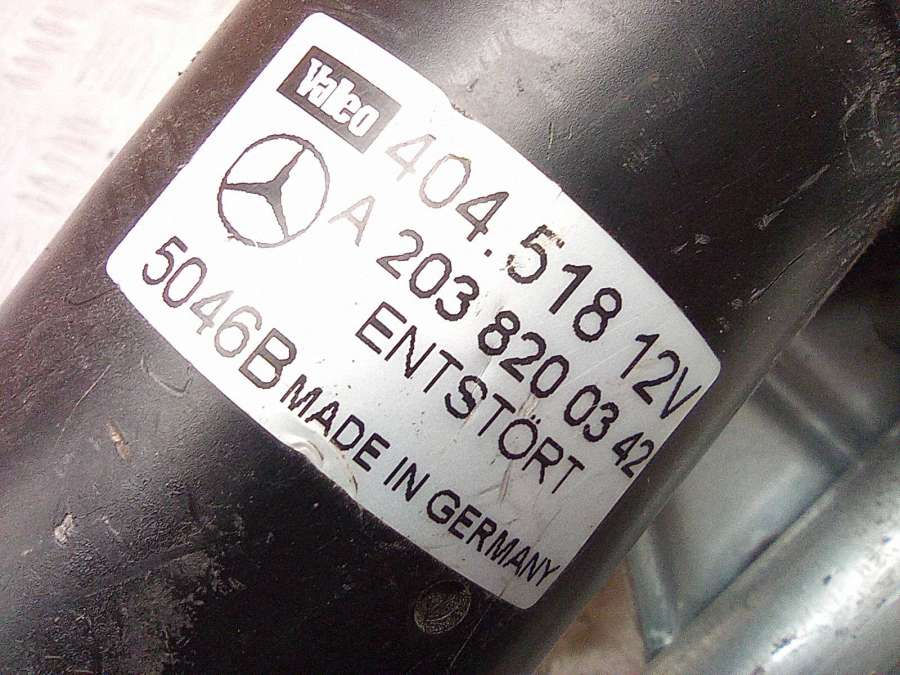 Valeo
404.518 12V
A 203 820 03 42
ENTSTÖRT
5046B MADE IN GERMANY